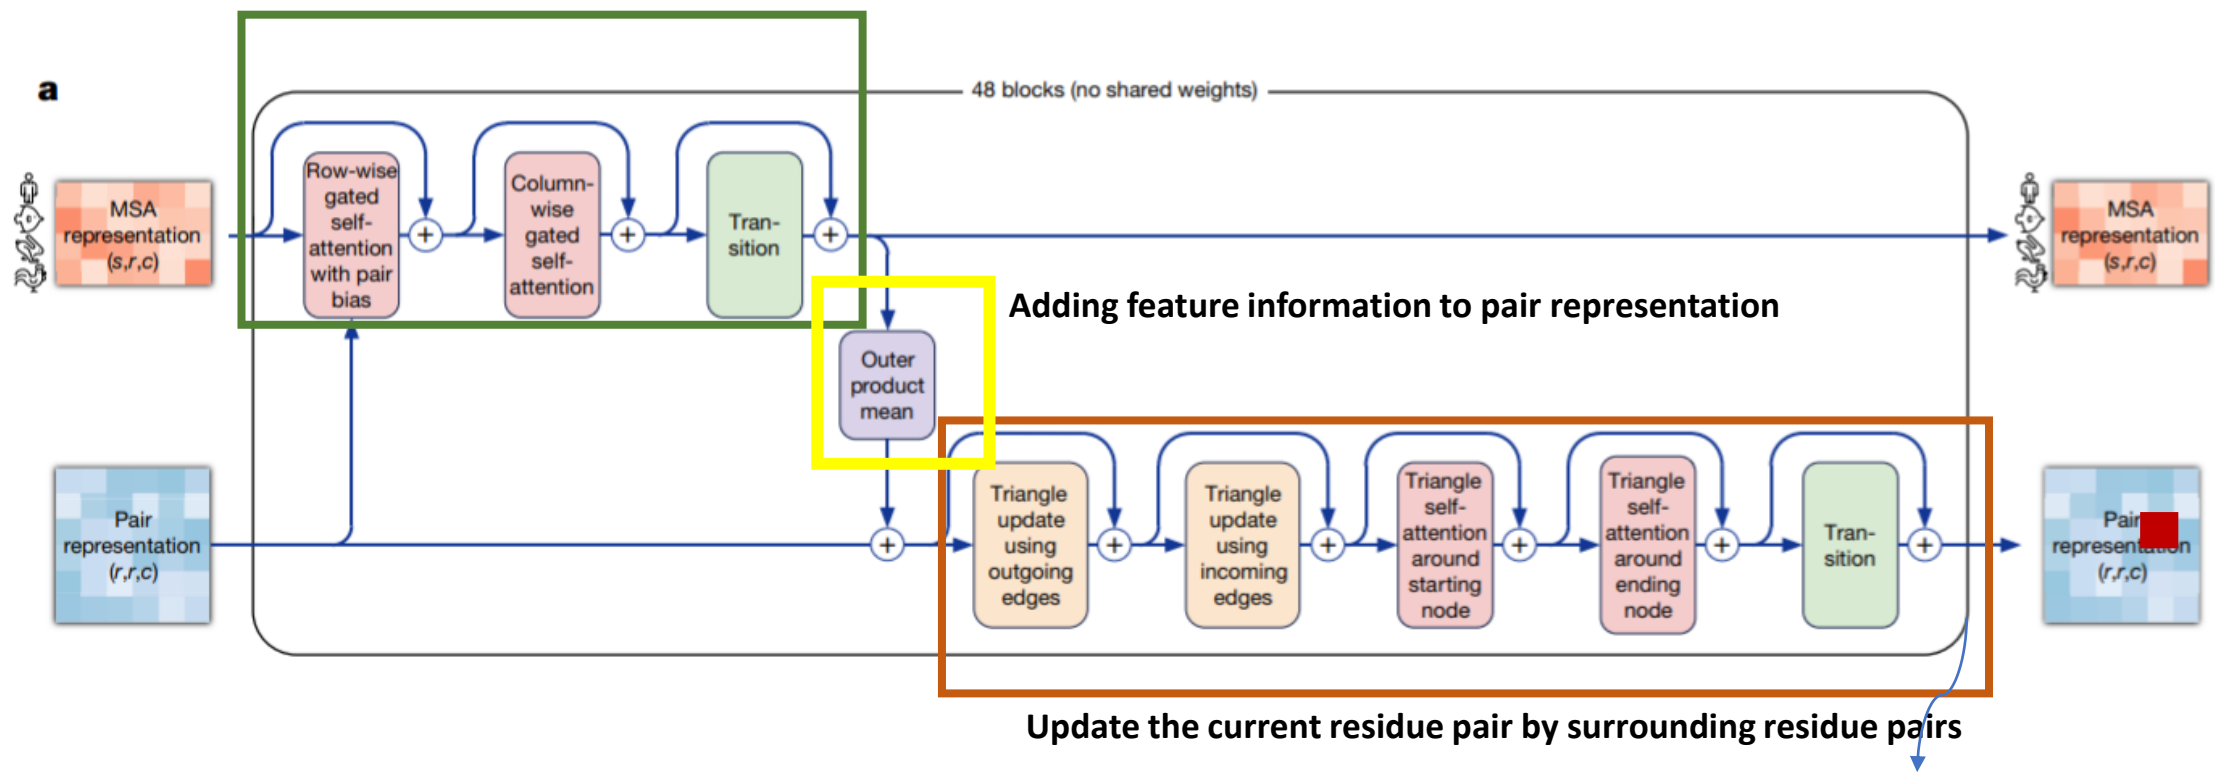 a
48 blocks (no shared weights)
MSA
representation
(s,r,c)
Row-wise
gated
self-
attention
with pair
bias
Column-
wise
gated
self-
attention
Tran-
sition
MSA
representation
(s,r,c)
Adding feature information to pair representation
Outer
product
mean
Pair
representation
(r,r,c)
Triangle
update
using
outgoing
edges
Triangle
update
using
incoming
edges
Triangle
self-
attention
around
starting
node
Triangle
self-
attention
around
ending
node
Tran-
sition
Pair
representation
(r,r,c)
Update the current residue pair by surrounding residue pairs